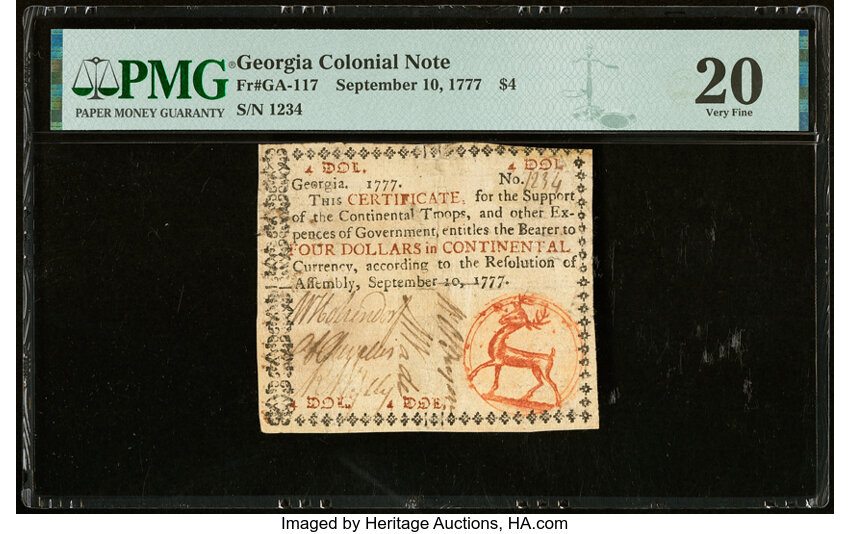 PMG® Georgia Colonial Note
Fr#GA-117 September 10, 1777 $4
PAPER MONEY GUARANTY S/N 1234
20
Very Fine
4 DOL. 4 DOL
Georgia. 1777. No. 1234
THIS CERTIFICATE, for the Support
of the Continental Troops, and other Ex-
pences of Government, entitles the Bearer to
FOUR DOLLARS in CONTINENTAL
Currency, according to the Reſolution of
Aſſembly, September 10, 1777.
4 DOL. 4 DOL.
Imaged by Heritage Auctions, HA.com